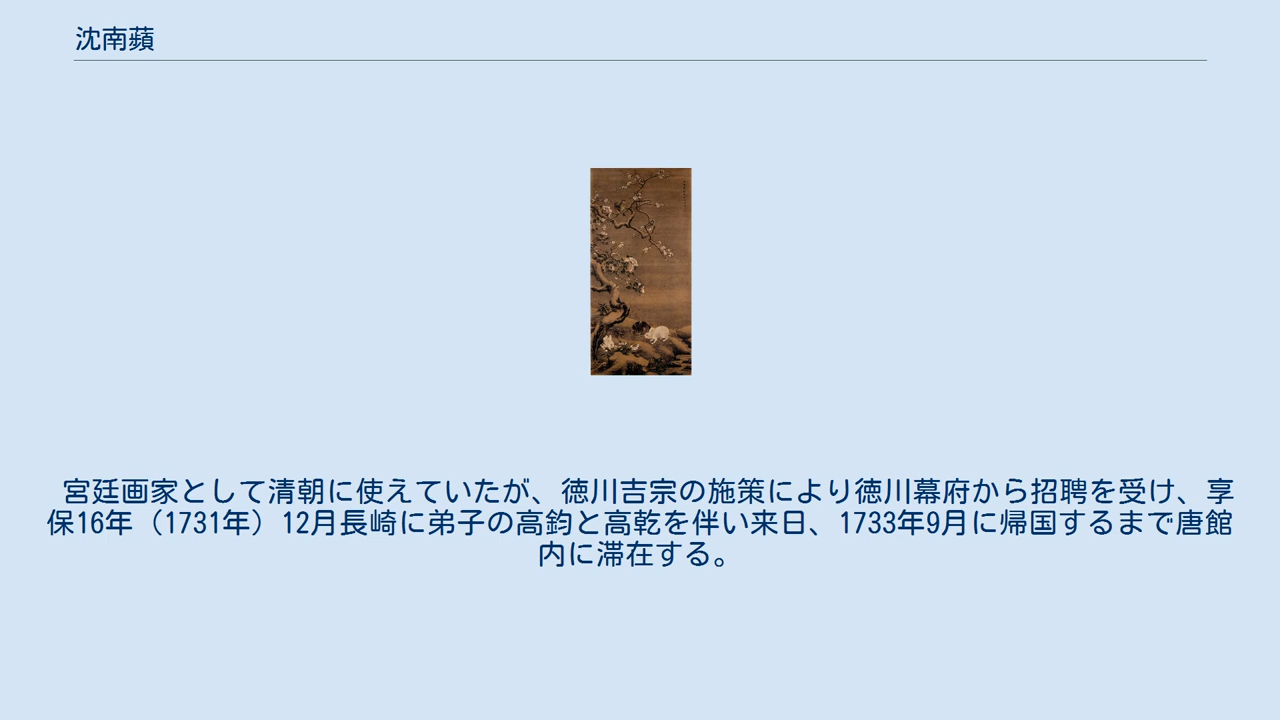 沈南蘋
宮廷画家として清朝に使えていたが、徳川吉宗の施策により徳川幕府から招聘を受け、享
保16年（1731年）12月長崎に弟子の高鈞と高乾を伴い来日、1733年9月に帰国するまで唐館
内に滞在する。